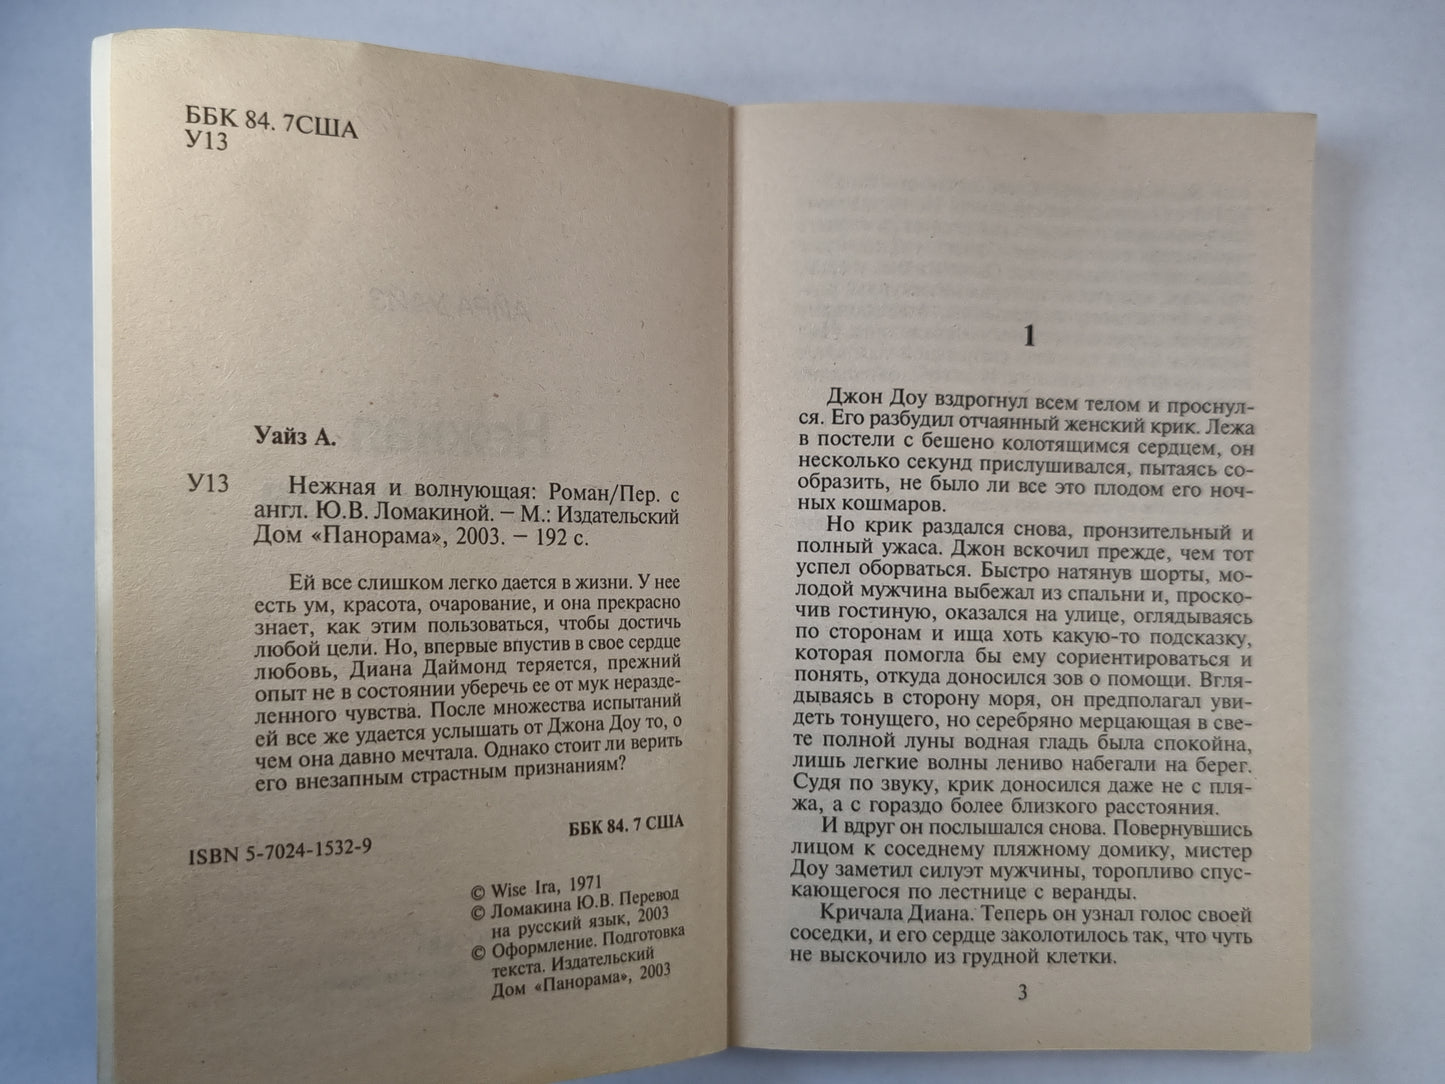 ББК 84. 7США
У13
Уайз А.
У13 Нежная и волнующая: Роман/Пер. с
англ. Ю.В. Ломакиной. – М.: Издательский
Дом «Панорама», 2003. – 192 с.
Ей все слишком легко дается в жизни. У нее
есть ум, красота, очарование, и она прекрасно
знает, как этим пользоваться, чтобы достичь
любой цели. Но, впервые впустив в свое сердце
любовь, Диана Даймонд теряется, прежний
опыт не в состоянии уберечь ее от мук неразде-
ленного чувства. После множества испытаний
ей все же удается услышать от Джона Доу то, о
чем она давно мечтала. Однако стоит ли верить
его внезапным страстным признаниям?
ББК 84. 7 США
ISBN 5-7024-1532-9
© Wise Ira, 1971
© Ломакина Ю.В. Перевод
на русский язык, 2003
© Оформление. Подготовка
текста. Издательский
Дом «Панорама», 2003
1
Джон Доу вздрогнул всем телом и проснул-
ся. Его разбудил отчаянный женский крик. Лежа
в постели с бешено колотящимся сердцем, он
несколько секунд прислушивался, пытаясь со-
образить, не было ли все это плодом его ноч-
ных кошмаров.
Но крик раздался снова, пронзительный и
полный ужаса. Джон вскочил прежде, чем тот
успел оборваться. Быстро натянув шорты, мо-
лодой мужчина выбежал из спальни и, проско-
чив гостиную, оказался на улице, оглядываясь
по сторонам и ища хоть какую-то подсказку,
которая помогла бы ему сориентироваться и
понять, откуда доносился зов о помощи. Вгля-
дываясь в сторону моря, он предполагал уви-
деть тонущего, но серебряно мерцающая в све-
те полной луны водная гладь была спокойна,
лишь легкие волны лениво набегали на берег.
Судя по звуку, крик доносился даже не с пля-
жа, а с гораздо более близкого расстояния.
И вдруг он послышался снова. Повернувшись
лицом к соседнему пляжному домику, мистер
Доу заметил силуэт мужчины, торопливо спус-
кающегося по лестнице с веранды.
Кричала Диана. Теперь он узнал голос своей
соседки, и его сердце заколотилось так, что чуть
не выскочило из грудной клетки.
3